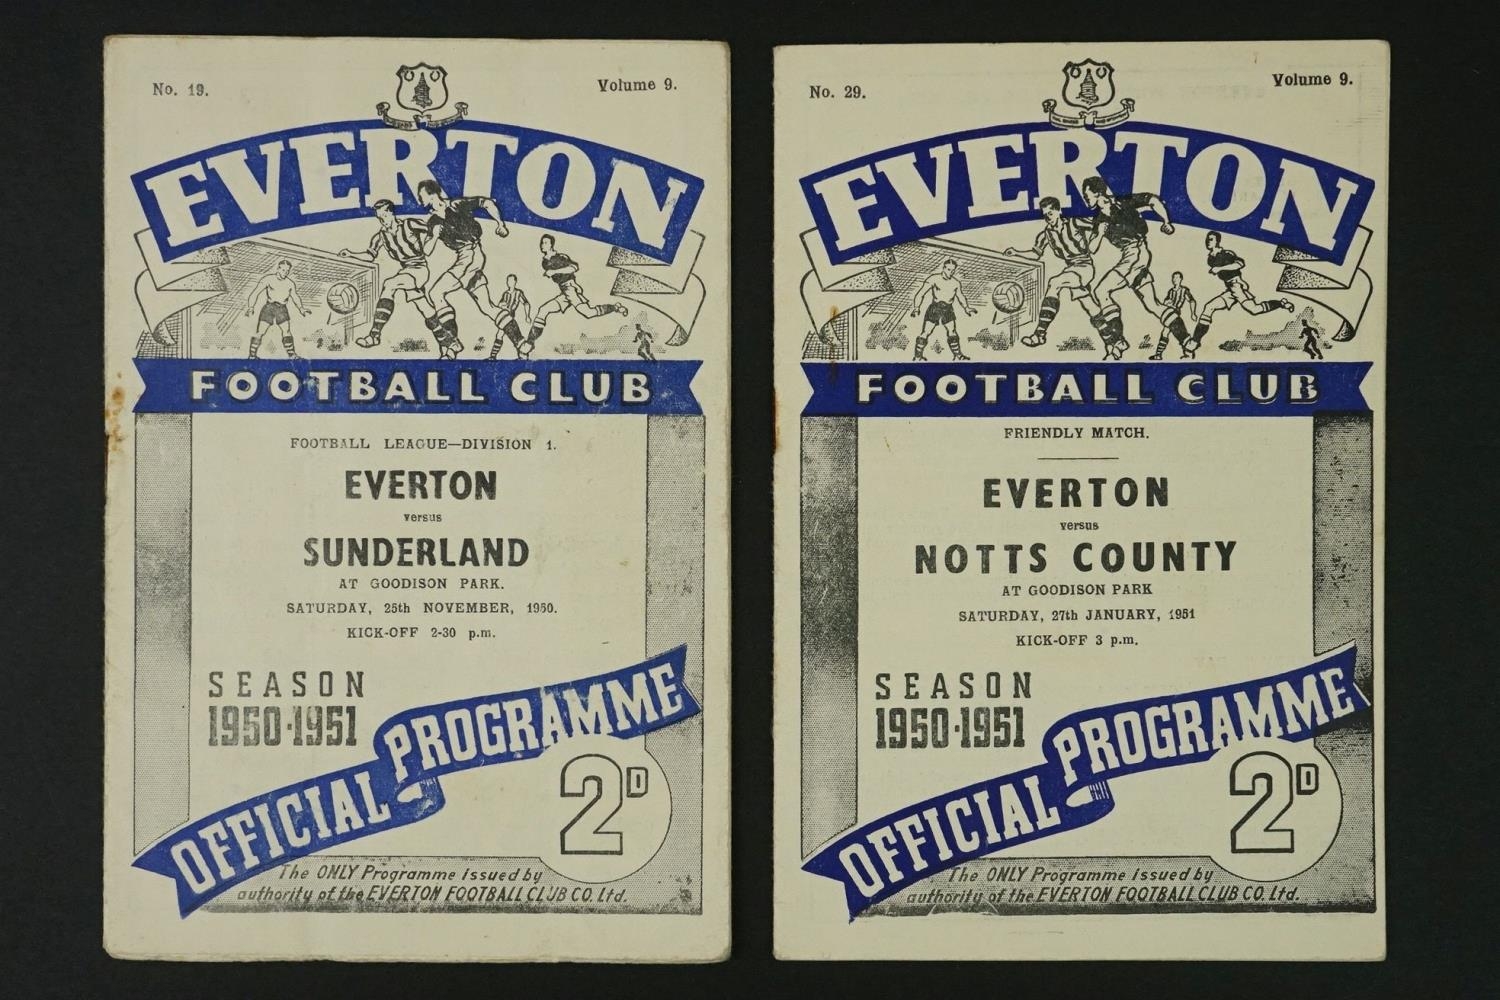 No. 19.
Volume 9.
EVERTON
FOOTBALL CLUB
FOOTBALL LEAGUE—DIVISION 1.
EVERTON
versus
SUNDERLAND
AT GOODISON PARK.
SATURDAY, 25th NOVEMBER, 1950.
KICK-OFF 2-30 p.m.
SEASON
1950·1951
OFFICIAL PROGRAMME
2D
The ONLY Programme issued by
authority of the EVERTON FOOTBALL CLUB CO. Ltd.
No. 29.
Volume 9.
EVERTON
FOOTBALL CLUB
FRIENDLY MATCH.
EVERTON
versus
NOTTS COUNTY
AT GOODISON PARK
SATURDAY, 27th JANUARY, 1951
KICK-OFF 3 p.m.
SEASON
1950·1951
OFFICIAL PROGRAMME
2D
The ONLY Programme issued by
authority of the EVERTON FOOTBALL CLUB CO. Ltd.